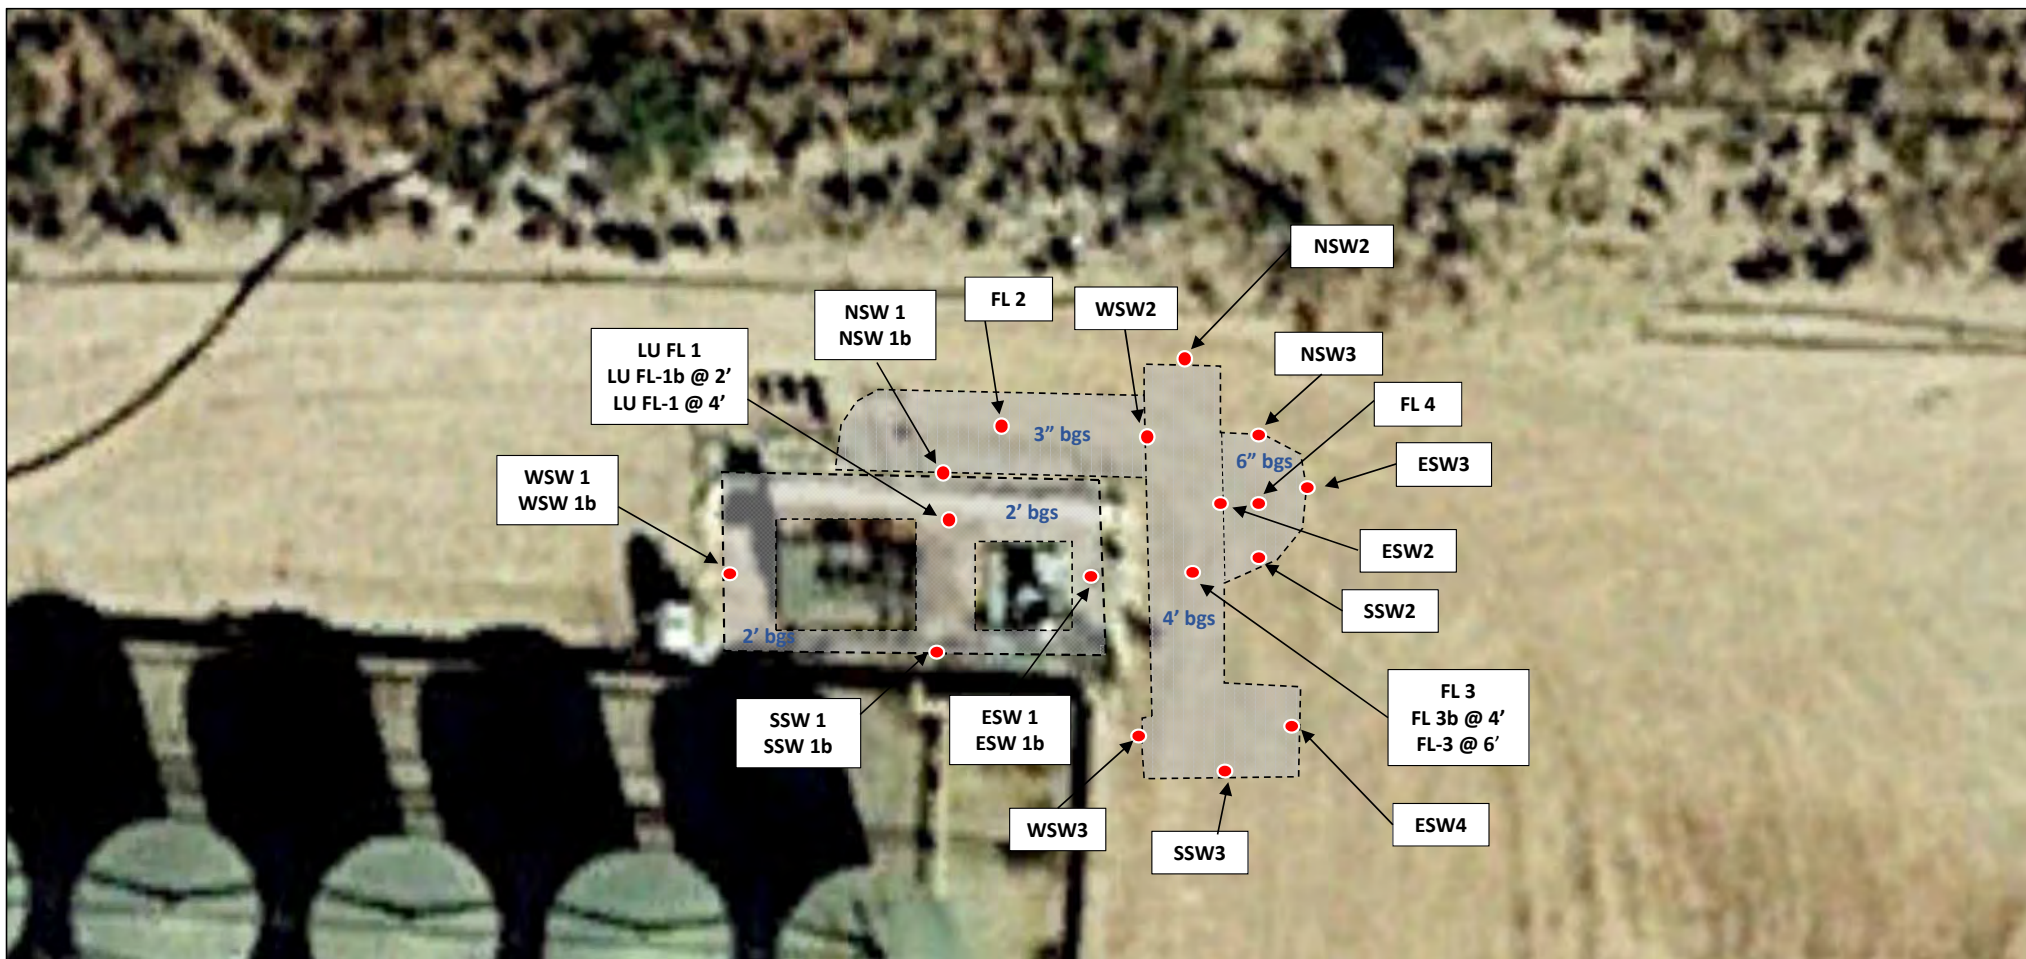 NSW2
NSW 1
NSW 1b
FL 2
WSW2
LU FL 1
LU FL-1b @ 2’
LU FL-1 @ 4’
NSW3
FL 4
3” bgs
6” bgs
ESW3
WSW 1
WSW 1b
2’ bgs
ESW2
SSW2
4’ bgs
2’ bgs
FL 3
FL 3b @ 4’
FL-3 @ 6’
SSW 1
SSW 1b
ESW 1
ESW 1b
WSW3
SSW3
ESW4